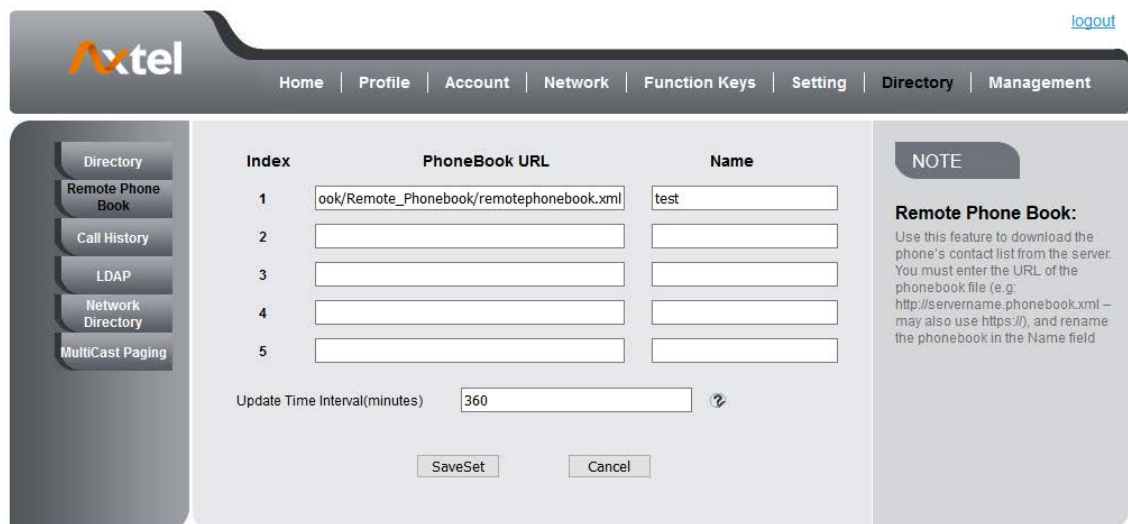 logout
Axtel
Home | Profile | Account | Network | Function Keys | Setting | Directory | Management
Directory
Remote Phone
Book
Call History
LDAP
Network
Directory
MultiCast Paging
Index PhoneBook URL Name
1 ook/Remote_Phonebook/remotephonebook.xml test
2
3
4
5
Update Time Interval(minutes) 360
SaveSet Cancel
NOTE
Remote Phone Book:
Use this feature to download the
phone's contact list from the server.
You must enter the URL of the
phonebook file (e.g:
http://servername.phonebook.xml –
may also use https://), and rename
the phonebook in the Name field